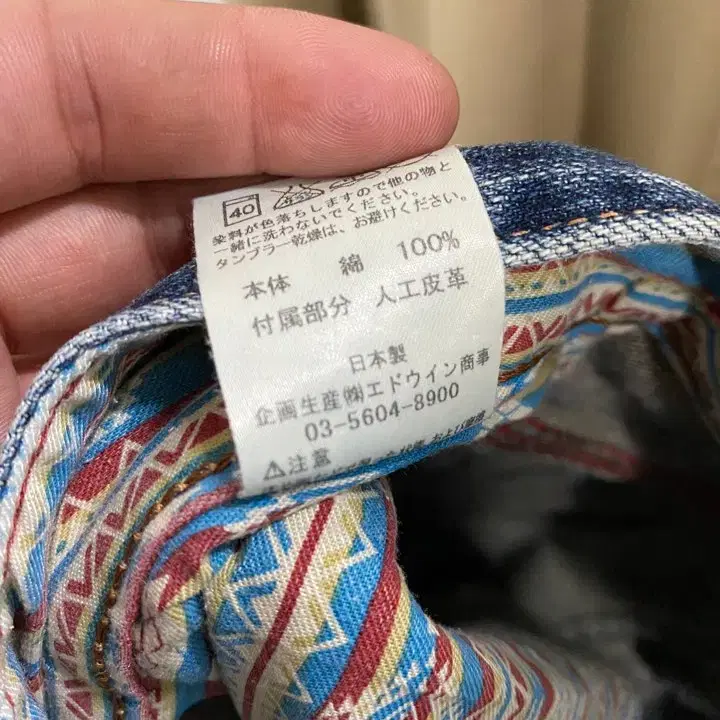 40
染料が色落ちしますので他の物と
一緒に洗わないでください。
タンブラー乾燥は、お避けください。
本体 綿 100%
付属部分 人工皮革
日本製
企画生産㈱エドウイン商事
03-5604-8900
⚠注意